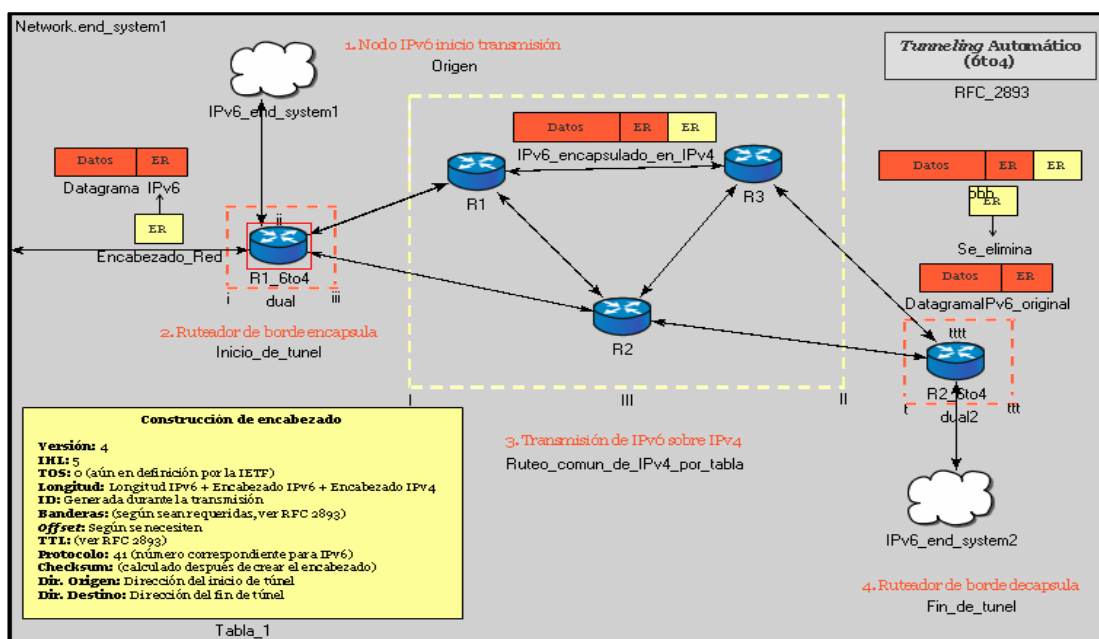 Network.end_system1
1. Nodo IPv6 inicio transmisión
Origen
Tunneling Automático
(6to4)
RFC_2893
IPv6_end_system1
Datos ER
Datagrama IPv6
ER
Encabezado_Red
Datos ER ER
IPv6_encapsulado_en_IPv4
R1
R3
Datos ER ER
bbb
ER
Se_elimina
Datos ER
DatagramaIPv6_original
ii
R1_6to4
i
iii
dual
2. Ruteador de borde encapsula
Inicio_de_tunel
R2
tttt
R2_6to4
t
ttt
dual2
I
III
II
3. Transmisión de IPv6 sobre IPv4
Ruteo_comun_de_IPv4_por_tabla
Construcción de encabezado
Versión: 4
IHL: 5
TOS: 0 (aún en definición por la IETF)
Longitud: Longitud IPv6 + Encabezado IPv6 + Encabezado IPv4
ID: Generada durante la transmisión
Banderas: (según sean requeridas, ver RFC 2893)
Offset: Según se necesiten
TTL: (ver RFC 2893)
Protocolo: 41 (número correspondiente para IPv6)
Checksum: (calculado después de crear el encabezado)
Dir. Origen: Dirección del inicio de túnel
Dir. Destino: Dirección del fin de túnel
Tabla_1
IPv6_end_system2
4. Ruteador de borde decapsula
Fin_de_tunel